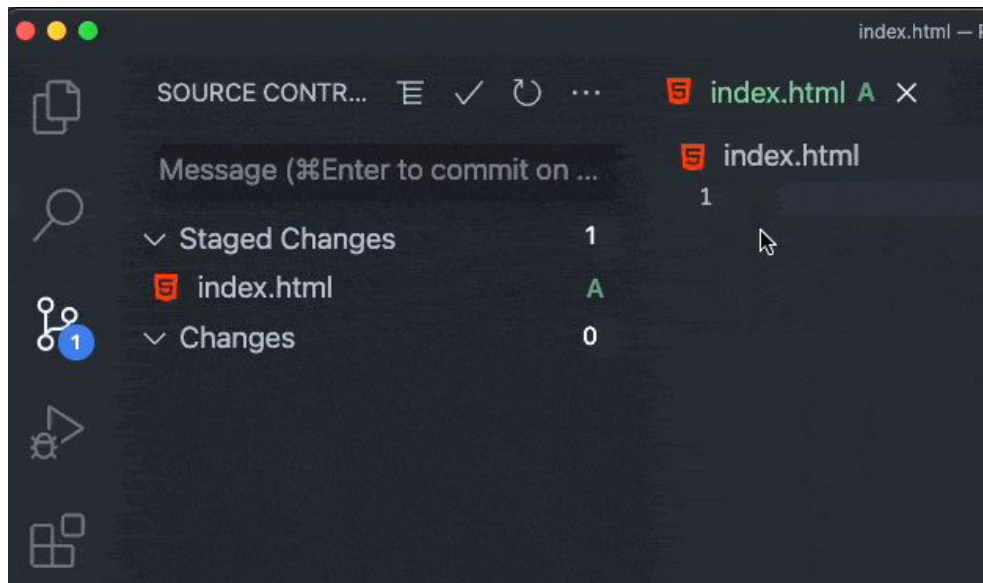 index.html —
SOURCE CONTR... ...
index.html A
Message (⌘Enter to commit on ...
index.html
1
Staged Changes 1
index.html A
1
Changes 0